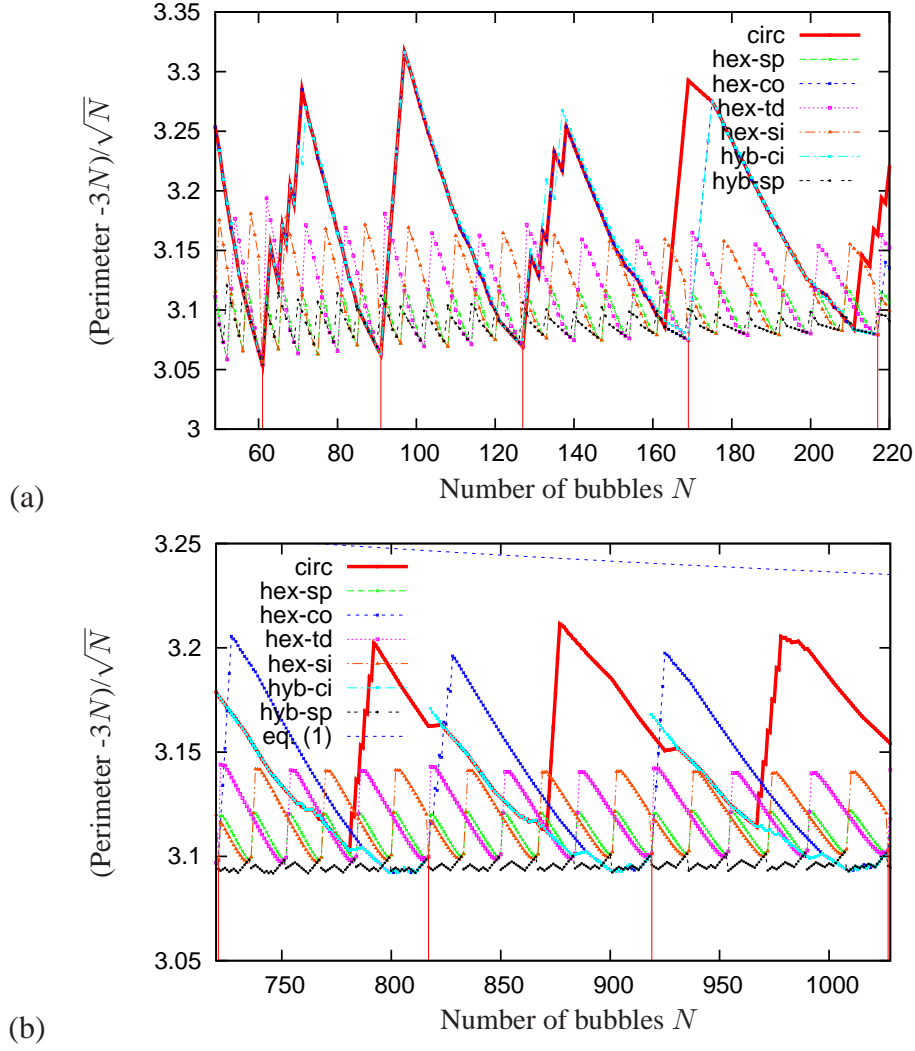 3.35
3.3
3.25
3.2
3.15
3.1
3.05
3
60 80 100 120 140 160 180 200 220
(Perimeter -3N)/√N
Number of bubbles N
circ
hex-sp
hex-co
hex-td
hex-si
hyb-ci
hyb-sp
(a)
3.25
3.2
3.15
3.1
3.05
750 800 850 900 950 1000
(Perimeter -3N)/√N
Number of bubbles N
circ
hex-sp
hex-co
hex-td
hex-si
hyb-ci
hyb-sp
eq. (1)
(b)